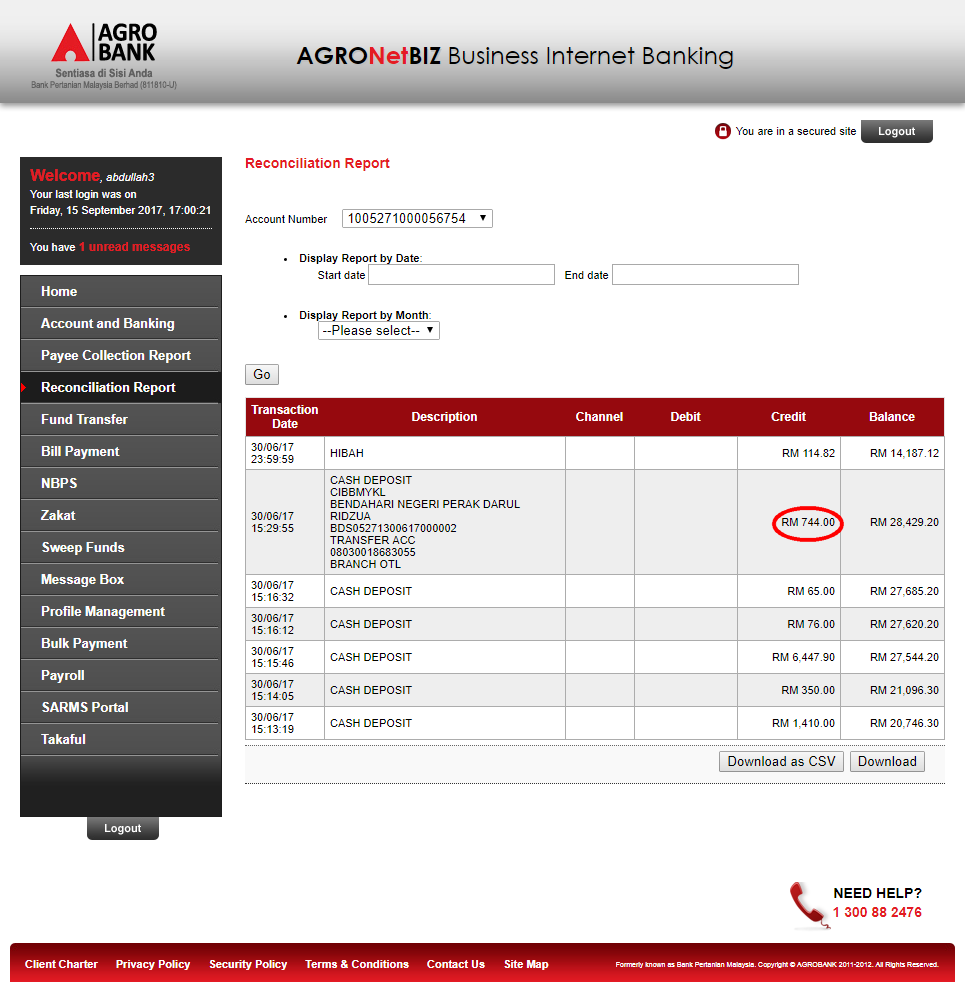 AGRO
BANK
Sentiasa di Sisi Anda
Bank Pertanian Malaysia Berhad (811810-U)
AGRONetBIZ Business Internet Banking
You are in a secured site
Logout
Welcome, abdullah3
Your last login was on
Friday, 15 September 2017, 17:00:21
You have 1 unread messages
Home
Account and Banking
Payee Collection Report
Reconciliation Report
Fund Transfer
Bill Payment
NBPS
Zakat
Sweep Funds
Message Box
Profile Management
Bulk Payment
Payroll
SARMS Portal
Takaful
Logout
Reconciliation Report
Account Number 1005271000056754
Display Report by Date:
Start date End date
Display Report by Month:
--Please select--
Go
Transaction Date Description Channel Debit Credit Balance
30/06/17 23:59:59 HIBAH RM 114.82 RM 14,187.12
30/06/17 15:29:55
CASH DEPOSIT
CIBBMYKL
BENDAHARI NEGERI PERAK DARUL
RIDZUA
BDS05271300617000002
TRANSFER ACC
08030018683055
BRANCH OTL
RM 744.00 RM 28,429.20
30/06/17 15:16:32 CASH DEPOSIT RM 65.00 RM 27,685.20
30/06/17 15:16:12 CASH DEPOSIT RM 76.00 RM 27,620.20
30/06/17 15:15:46 CASH DEPOSIT RM 6,447.90 RM 27,544.20
30/06/17 15:14:05 CASH DEPOSIT RM 350.00 RM 21,096.30
30/06/17 15:13:19 CASH DEPOSIT RM 1,410.00 RM 20,746.30
Download as CSV Download
NEED HELP?
1 300 88 2476
Client Charter Privacy Policy Security Policy Terms & Conditions Contact Us Site Map
Formerly known as Bank Pertanian Malaysia. Copyright © AGROBANK 2011-2012. All Rights Reserved.